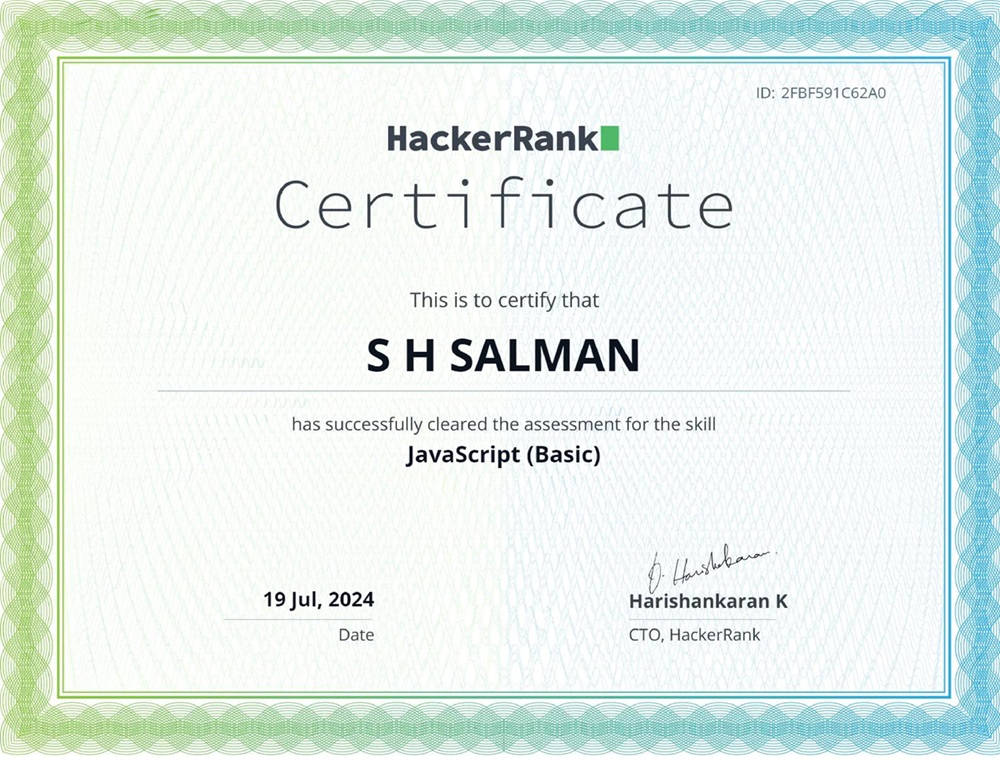 ID: 2FBF591C62A0
HackerRank
Certificate
This is to certify that
S H SALMAN
has successfully cleared the assessment for the skill
JavaScript (Basic)
19 Jul, 2024
Date
Harishankaran K
CTO, HackerRank